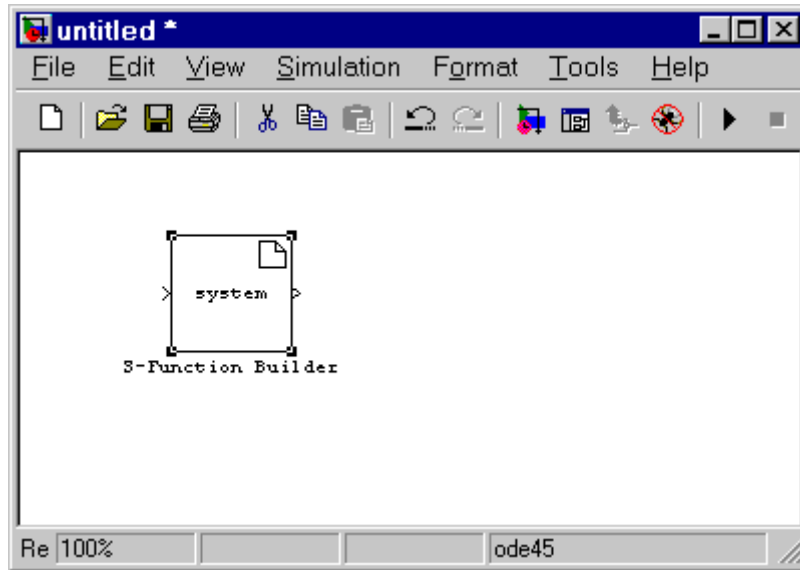 untitled *
File Edit View Simulation Format Tools Help
system
S-Function Builder
Re 100% ode45